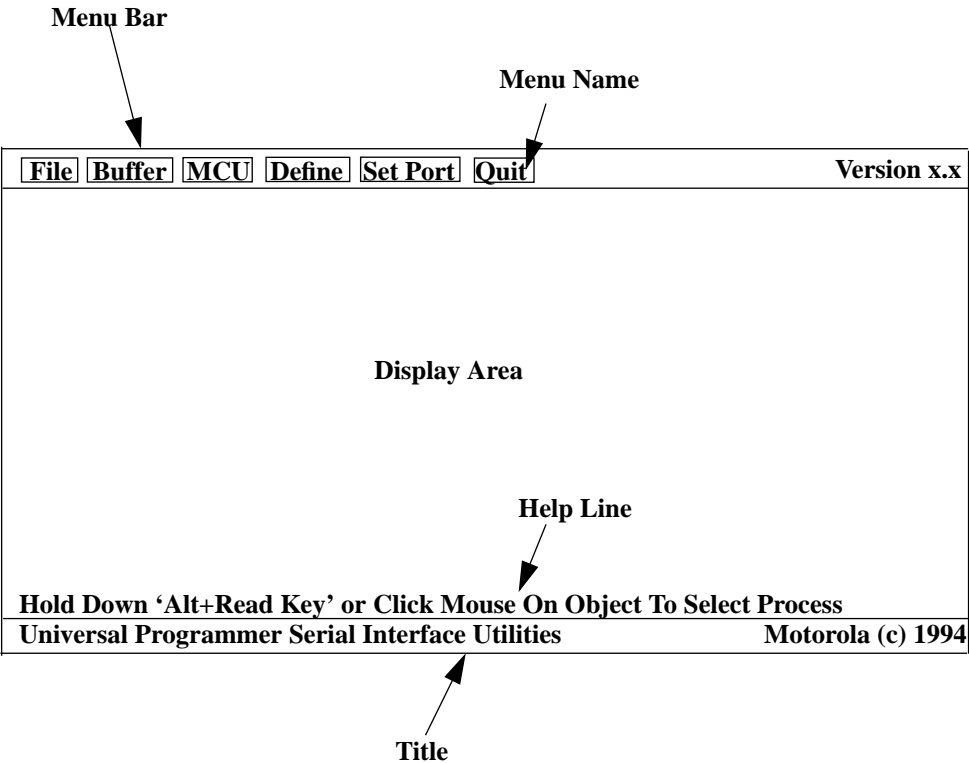 Menu Bar
Menu Name
File Buffer MCU Define Set Port Quit Version x.x
Display Area
Help Line
Hold Down ‘Alt+Read Key’ or Click Mouse On Object To Select Process
Universal Programmer Serial Interface Utilities Motorola (c) 1994
Title